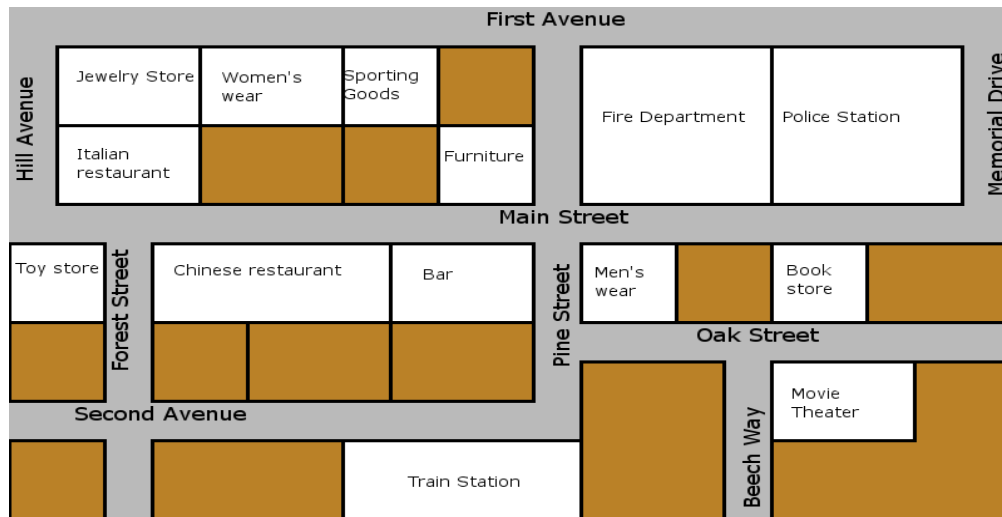 First Avenue
Hill Avenue
Jewelry Store
Women's
wear
Sporting
Goods
Fire Department
Police Station
Memorial Drive
Italian
restaurant
Furniture
Main Street
Toy store
Forest Street
Chinese restaurant
Bar
Pine Street
Men's
wear
Book
store
Oak Street
Second Avenue
Beech Way
Movie
Theater
Train Station